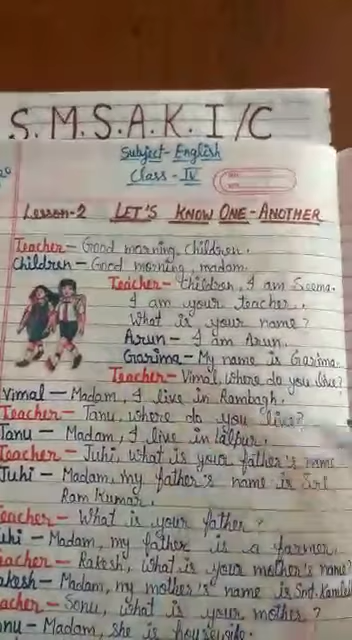 S.M.S.A.K. I/C
Subject - English
Class - IV
Lesson-2 LET'S KNOW ONE-ANOTHER
Teacher - Good morning, Children.
Children - Good morning, madam.
Teacher - Children, I am Seema.
I am your teacher.
What is your name?
Arun - I am Arun.
Garima - My name is Garima.
Teacher - Vimal, where do you live?
Vimal - Madam, I live in Rambagh.
Teacher - Tanu, where do you live?
Tanu - Madam, I live in lalpur.
Teacher - Juhi, what is your father's name
Juhi - Madam, my father's name is Sri
Ram Kumar.
eacher - What is your father?
uhi - Madam, my father is a farmer.
eacher - Rakesh, what is your mother's name?
akesh - Madam, my mother's name is Smt. Kamle
acher - Sonu, what is your mother?
nu - Madam, she is housewife.